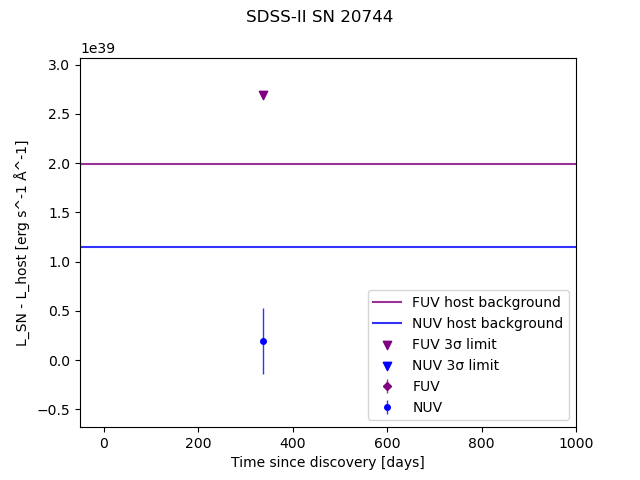 SDSS-II SN 20744
1e39
3.0
2.5
2.0
1.5
1.0
0.5
0.0
−0.5
L_SN - L_host [erg s^-1 Å^-1]
FUV host background
NUV host background
FUV 3σ limit
NUV 3σ limit
FUV
NUV
0 200 400 600 800 1000
Time since discovery [days]